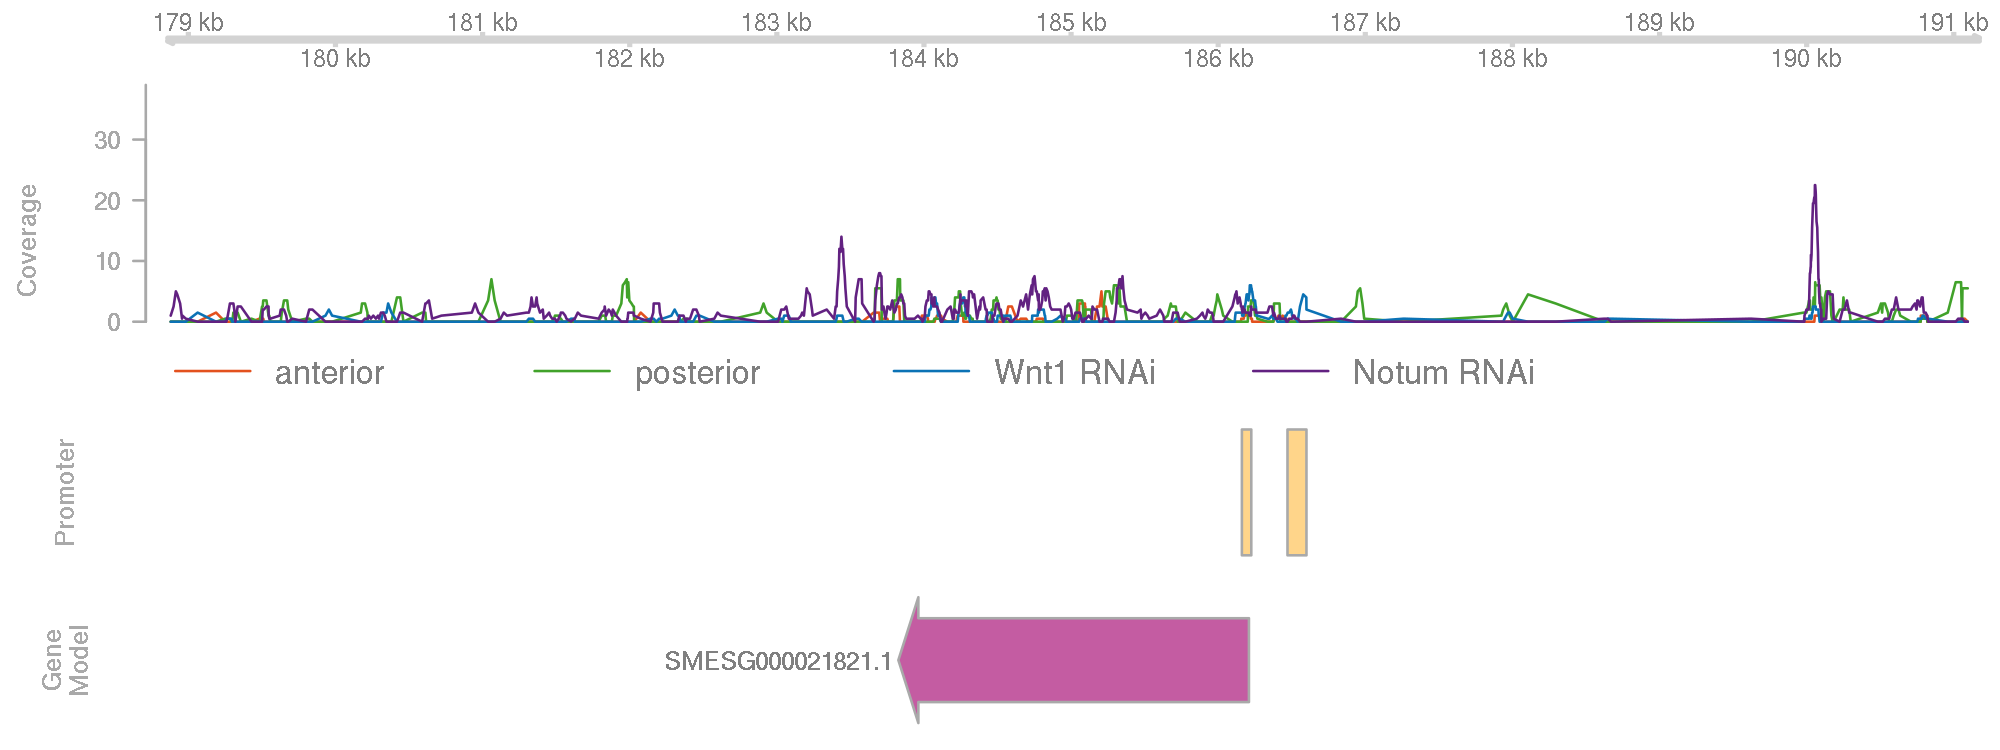 179 kb 181 kb 183 kb 185 kb 187 kb 189 kb 191 kb
180 kb 182 kb 184 kb 186 kb 188 kb 190 kb
Coverage
30
20
10
0
anterior posterior Wnt1 RNAi Notum RNAi
Promoter
Gene
Model
SMESG000021821.1